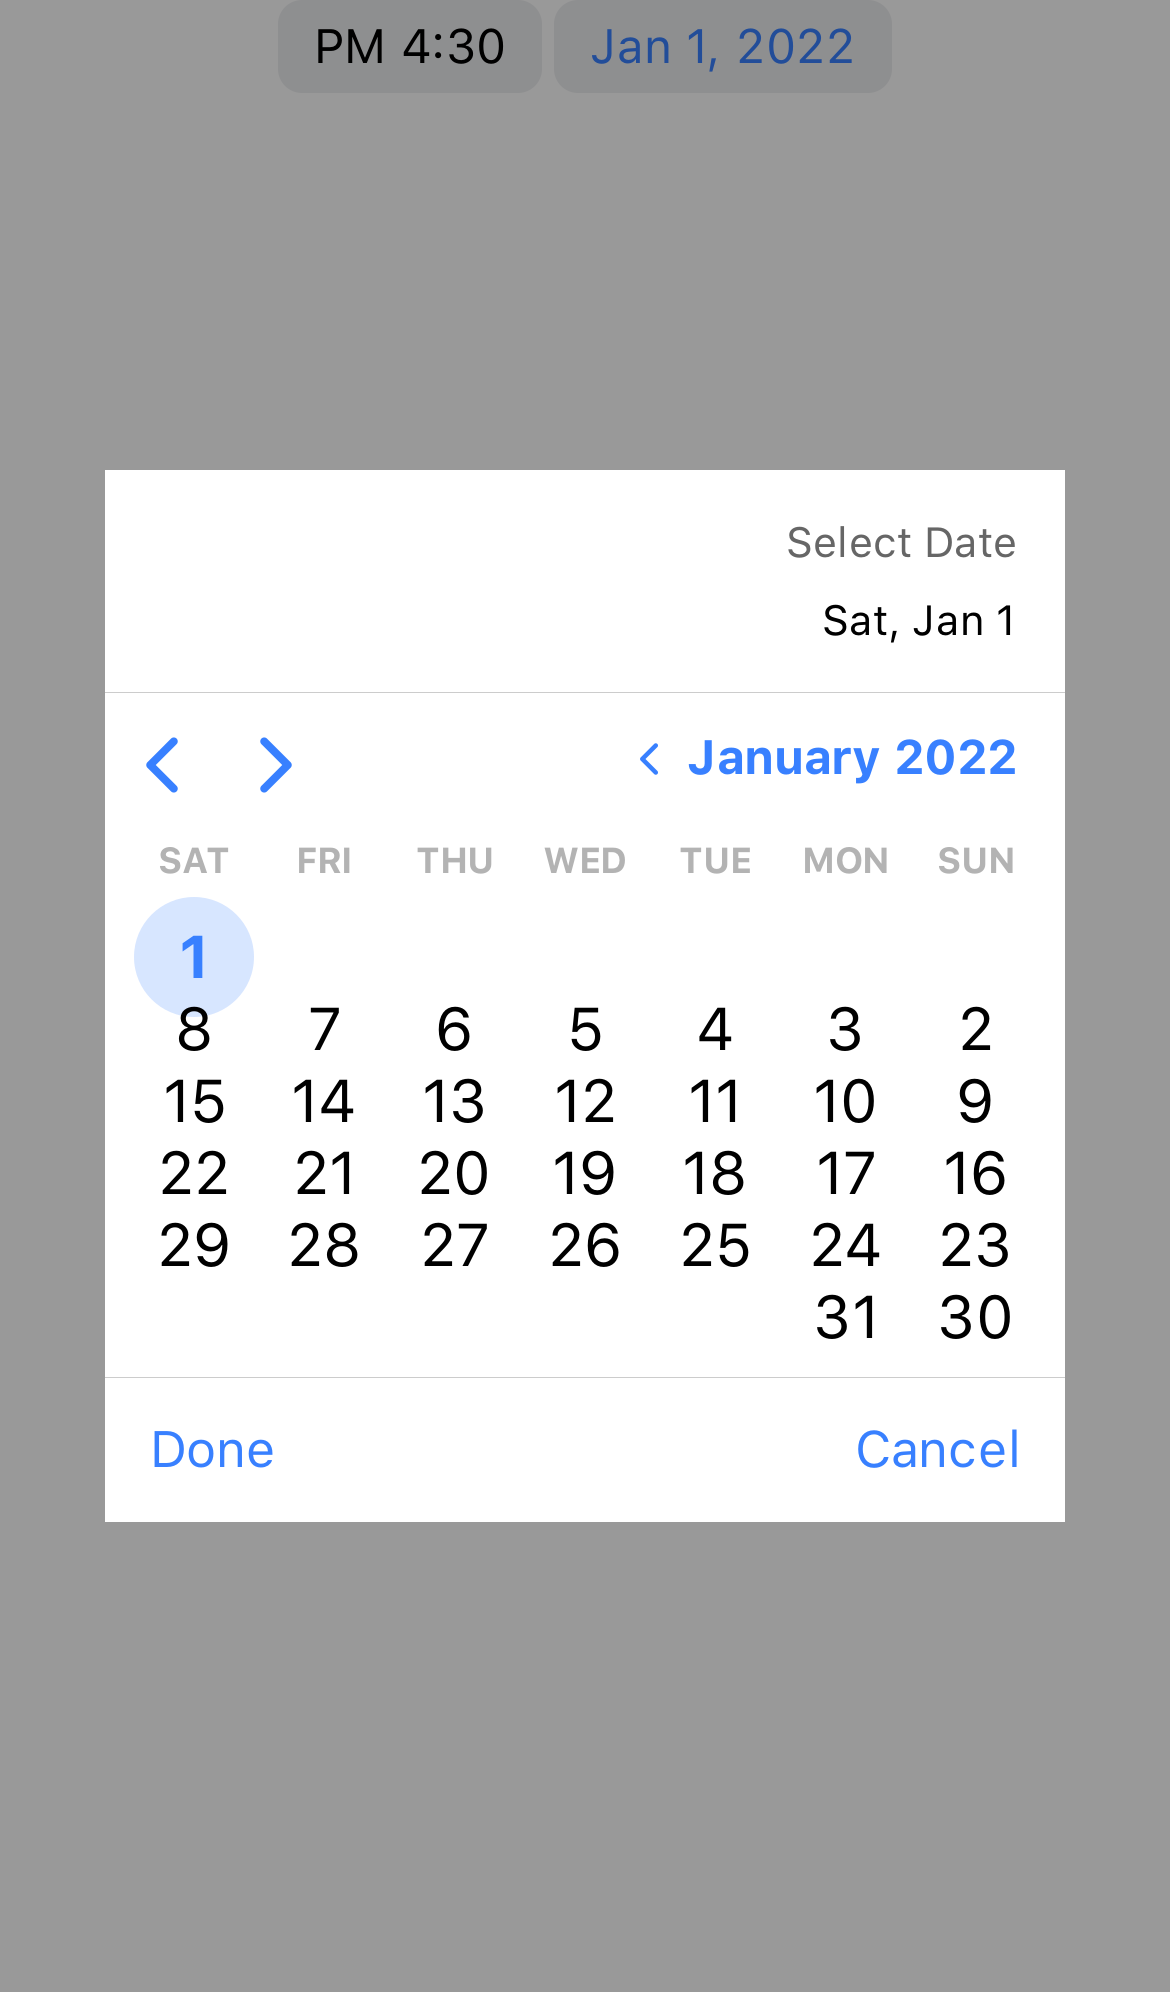 PM 4:30 Jan 1, 2022
Select Date
Sat, Jan 1
January 2022
SAT FRI THU WED TUE MON SUN
1
8 7 6 5 4 3 2
15 14 13 12 11 10 9
22 21 20 19 18 17 16
29 28 27 26 25 24 23
31 30
Done Cancel